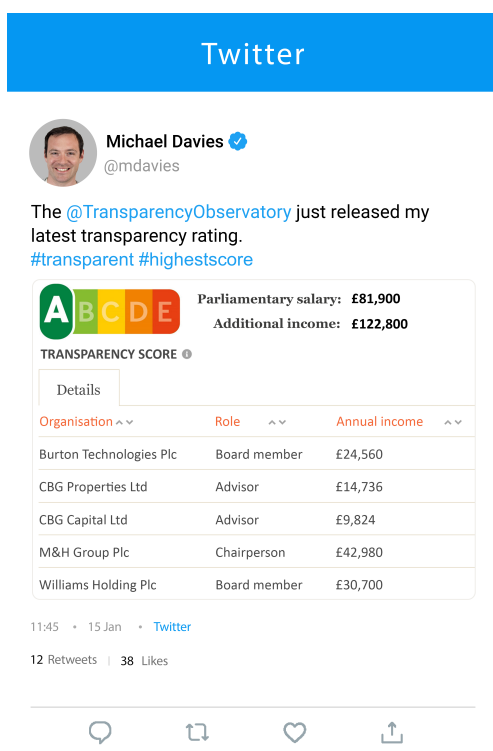 Twitter
Michael Davies
@mdavies
The @TransparencyObservatory just released my
latest transparency rating.
#transparent #highestscore
A B C D E
Parliamentary salary: £81,900
Additional income: £122,800
TRANSPARENCY SCORE i
Details
Organisation Role Annual income
Burton Technologies Plc Board member £24,560
CBG Properties Ltd Advisor £14,736
CBG Capital Ltd Advisor £9,824
M&H Group Plc Chairperson £42,980
Williams Holding Plc Board member £30,700
11:45 • 15 Jan • Twitter
12 Retweets | 38 Likes